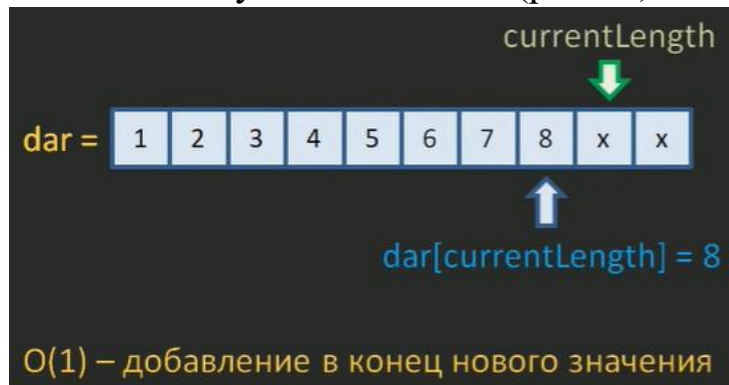 currentLength
dar = 1 2 3 4 5 6 7 8 x x
dar[currentLength] = 8
O(1) – добавление в конец нового значения